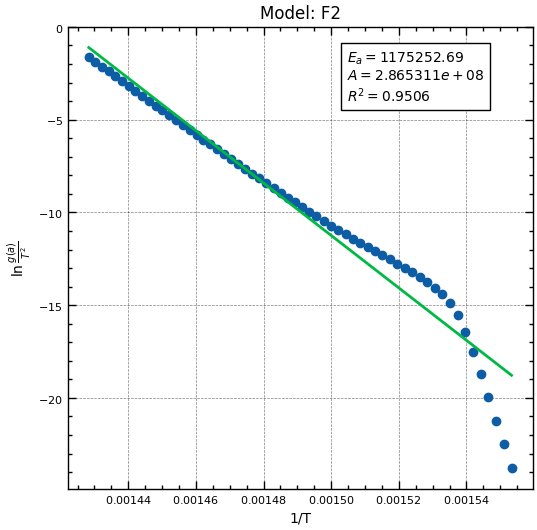 Model: F2
E_a = 1175252.69
A = 2.865311e + 08
R^2 = 0.9506
0
−5
−10
−15
−20
ln g(a)/T^2
0.00144 0.00146 0.00148 0.00150 0.00152 0.00154
1/T